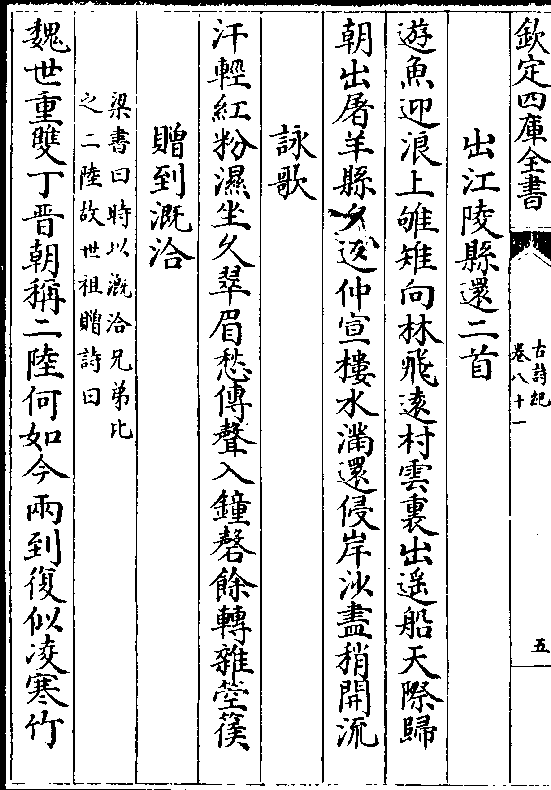 欽定四庫全書
古詩紀
卷八十一
五
出江陵縣還二首
遊魚迎浪上雊雉向林飛遠村雲裏出遥船天際歸
朝出屠羊縣夕返仲宣樓水滿還侵岸沙盡稍開流
詠歌
汗輕紅粉濕坐久翠眉愁傳聲入鐘磬餘轉雜箜篌
贈到溉洽
梁書曰時以溉洽兄弟比
之二陸故世祖贈詩曰
魏世重雙丁晉朝稱二陸何如今兩到復似凌寒竹